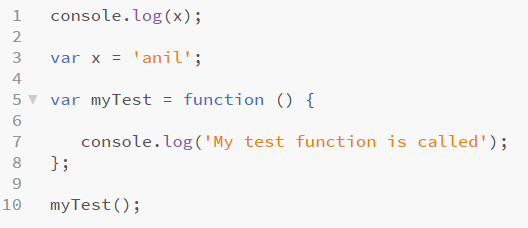 1 console.log(x);
2
3 var x = 'anil';
4
5 var myTest = function () {
6
7 console.log('My test function is called');
8 };
9
10 myTest();